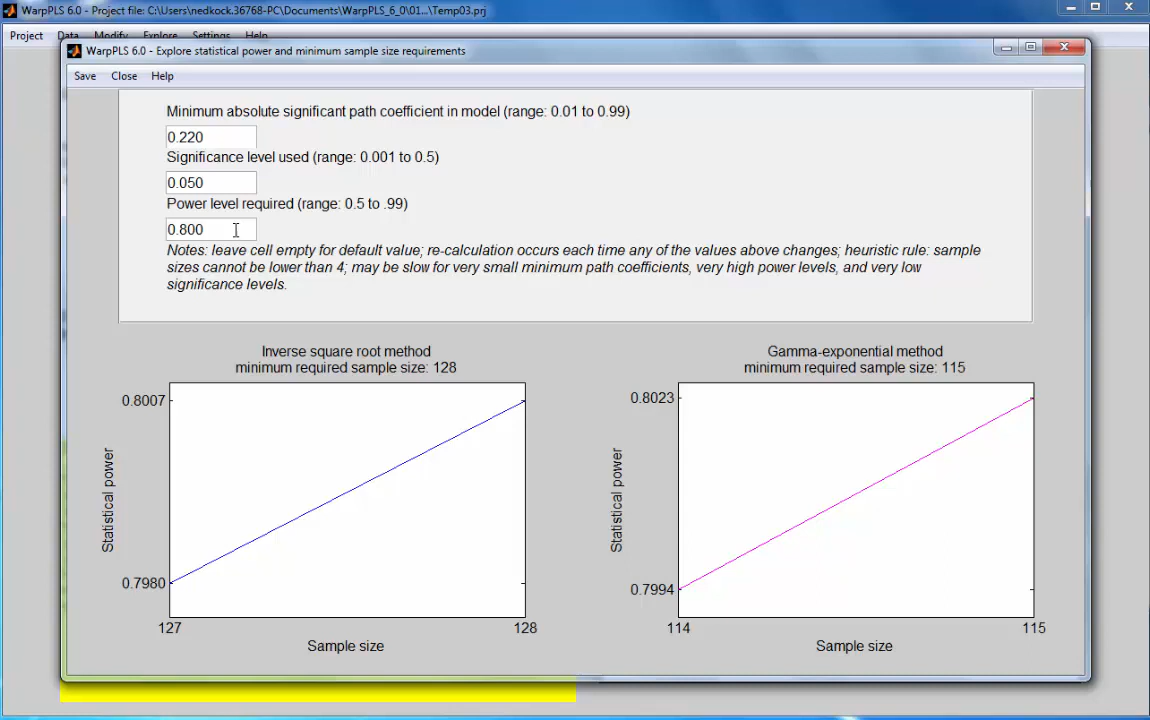 WarpPLS 6.0 - Project file: C:\Users\nedkock.36768-PC\Documents\WarpPLS_6_0\01...\Temp03.prj
Project Data Modify Explore Settings Help
WarpPLS 6.0 - Explore statistical power and minimum sample size requirements
Save Close Help
Minimum absolute significant path coefficient in model (range: 0.01 to 0.99)
0.220
Significance level used (range: 0.001 to 0.5)
0.050
Power level required (range: 0.5 to .99)
0.800
Notes: leave cell empty for default value; re-calculation occurs each time any of the values above changes; heuristic rule: sample
sizes cannot be lower than 4; may be slow for very small minimum path coefficients, very high power levels, and very low
significance levels.
Inverse square root method
minimum required sample size: 128
0.8007
Statistical power
0.7980
127 128
Sample size
Gamma-exponential method
minimum required sample size: 115
0.8023
Statistical power
0.7994
114 115
Sample size